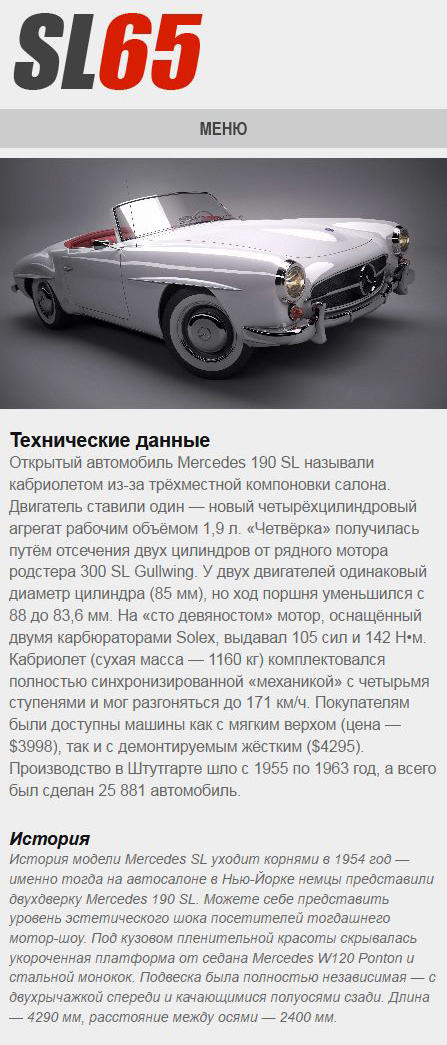 SL65
МЕНЮ
Технические данные
Открытый автомобиль Mercedes 190 SL называли
кабриолетом из-за трёхместной компоновки салона.
Двигатель ставили один — новый четырёхцилиндровый
агрегат рабочим объёмом 1,9 л. «Четвёрка» получилась
путём отсечения двух цилиндров от рядного мотора
родстера 300 SL Gullwing. У двух двигателей одинаковый
диаметр цилиндра (85 мм), но ход поршня уменьшился с
88 до 83,6 мм. На «сто девяностом» мотор, оснащённый
двумя карбюраторами Solex, выдавал 105 сил и 142 Н•м.
Кабриолет (сухая масса — 1160 кг) комплектовался
полностью синхронизированной «механикой» с четырьмя
ступенями и мог разгоняться до 171 км/ч. Покупателям
были доступны машины как с мягким верхом (цена —
$3998), так и с демонтируемым жёстким ($4295).
Производство в Штутгарте шло с 1955 по 1963 год, а всего
был сделан 25 881 автомобиль.
История
История модели Mercedes SL уходит корнями в 1954 год —
именно тогда на автосалоне в Нью-Йорке немцы представили
двухдверку Mercedes 190 SL. Можете себе представить
уровень эстетического шока посетителей тогдашнего
мотор-шоу. Под кузовом пленительной красоты скрывалась
укороченная платформа от седана Mercedes W120 Ponton и
стальной монокок. Подвеска была полностью независимая — с
двухрычажкой спереди и качающимися полуосями сзади. Длина
— 4290 мм, расстояние между осями — 2400 мм.